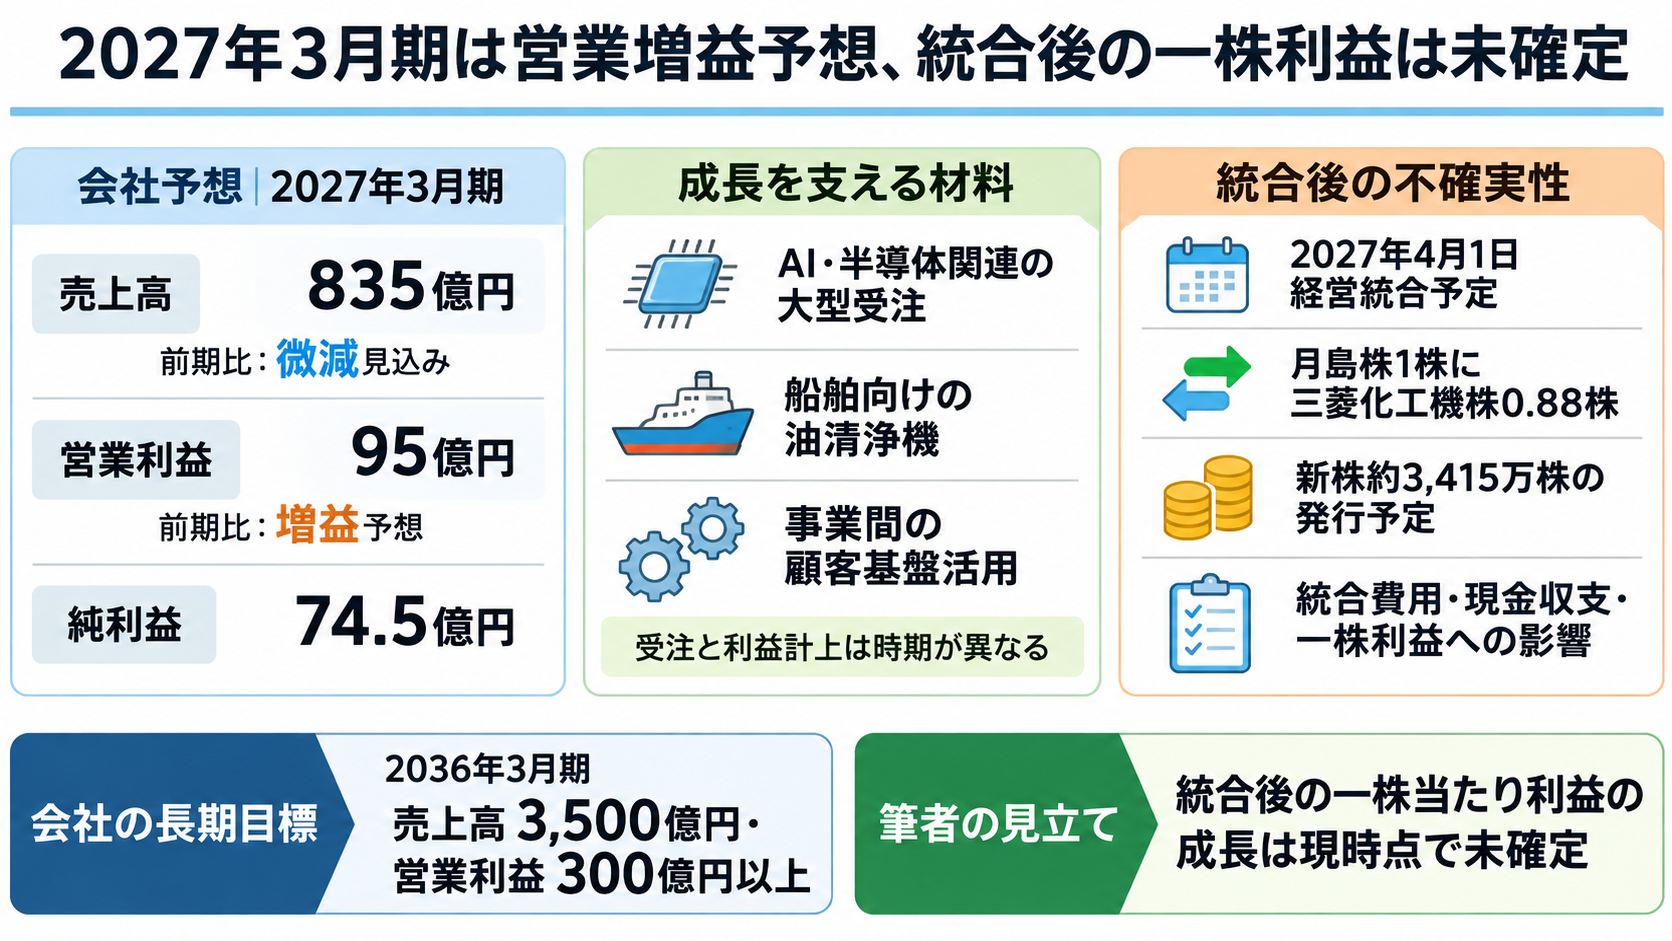 2027年3月期は営業増益予想、統合後の一株利益は未確定
会社予想|2027年3月期
売上高
835億円
前期比：微減見込み
営業利益
95億円
前期比：増益予想
純利益
74.5億円
成長を支える材料
AI・半導体関連の
大型受注
船舶向けの
油清浄機
事業間の
顧客基盤活用
受注と利益計上は時期が異なる
統合後の不確実性
2027年4月1日
経営統合予定
月島株1株に
三菱化工機株0.88株
新株約3,415万株の
発行予定
統合費用・現金収支・
一株利益への影響
会社の長期目標
2036年3月期
売上高 3,500億円・
営業利益 300億円以上
筆者の見立て
統合後の一株当たり利益の
成長は現時点で未確定